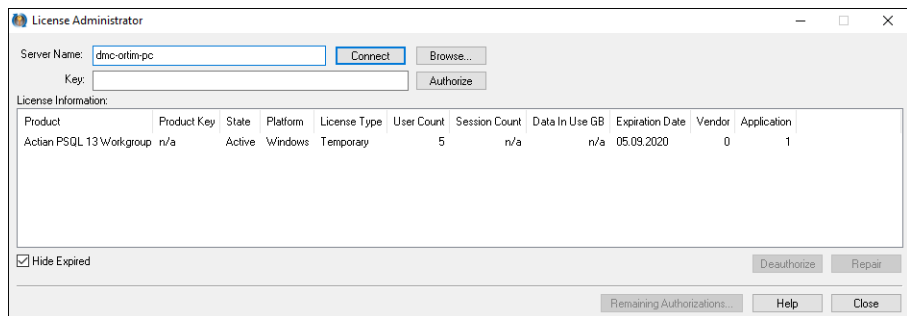 License Administrator
Server Name: dmc-ortim-pc Connect Browse...
Key: Authorize
License Information:
Product Product Key State Platform License Type User Count Session Count Data In Use GB Expiration Date Vendor Application
Actian PSQL 13 Workgroup n/a Active Windows Temporary 5 n/a n/a 05.09.2020 0 1
Hide Expired Deauthorize Repair
Remaining Authorizations... Help Close